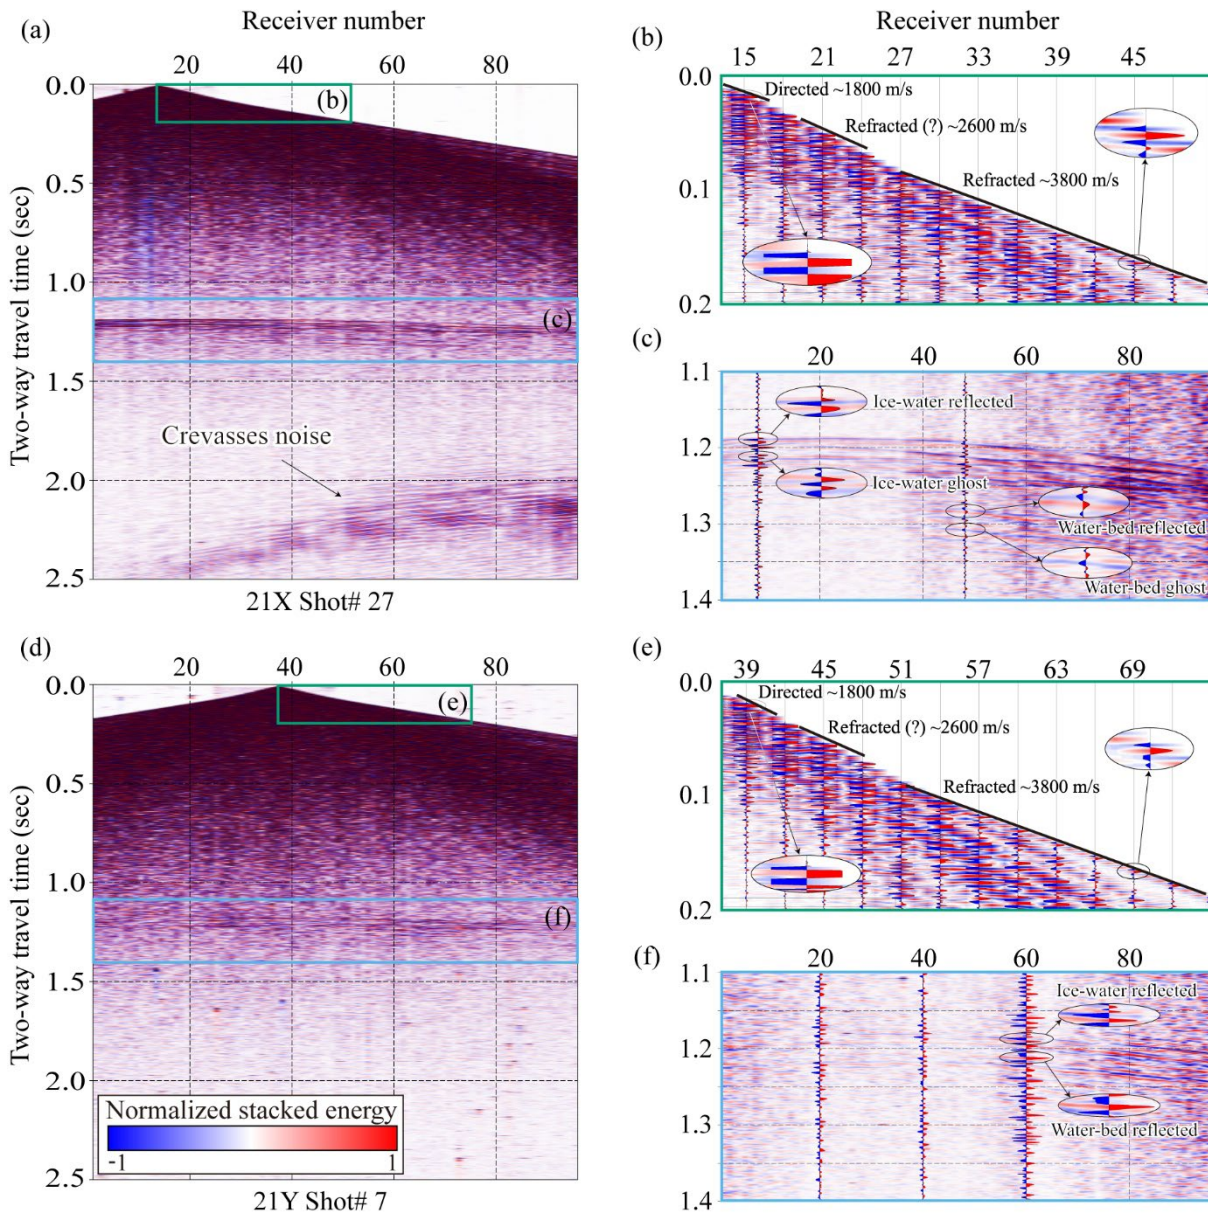 Receiver number
Receiver number
(a)
20 40 60 80
0.0
(b)
0.5
1.0
(c)
1.5
Crevasses noise
2.0
2.5
Two-way travel time (sec)
21X Shot# 27
(b)
15 21 27 33 39 45
0.0
Directed ~1800 m/s
Refracted (?) ~2600 m/s
0.1
Refracted ~3800 m/s
0.2
(c)
20 40 60 80
1.1
Ice-water reflected
1.2
Ice-water ghost
1.3
Water-bed reflected
Water-bed ghost
1.4
(d)
20 40 60 80
0.0
(e)
0.5
1.0
(f)
1.5
2.0
Normalized stacked energy
-1 1
2.5
Two-way travel time (sec)
21Y Shot# 7
(e)
39 45 51 57 63 69
0.0
Directed ~1800 m/s
Refracted (?) ~2600 m/s
0.1
Refracted ~3800 m/s
0.2
(f)
20 40 60 80
1.1
Ice-water reflected
1.2
1.3
Water-bed reflected
1.4